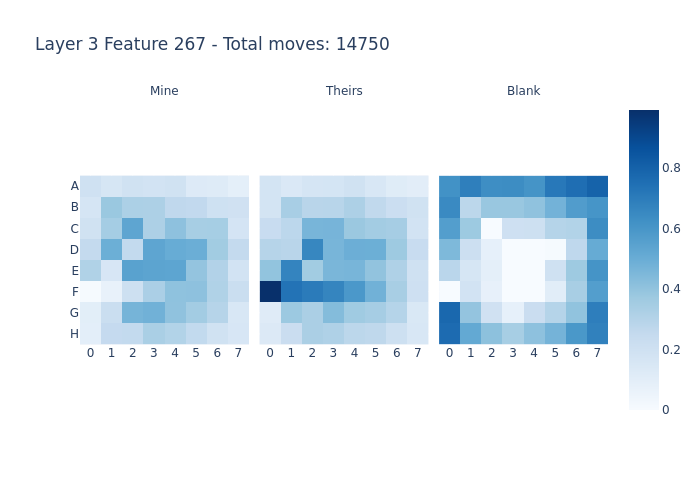 Layer 3 Feature 267 - Total moves: 14750
Mine Theirs Blank
A
B
C
D
E
F
G
H
0 1 2 3 4 5 6 7 0 1 2 3 4 5 6 7 0 1 2 3 4 5 6 7
0.8
0.6
0.4
0.2
0